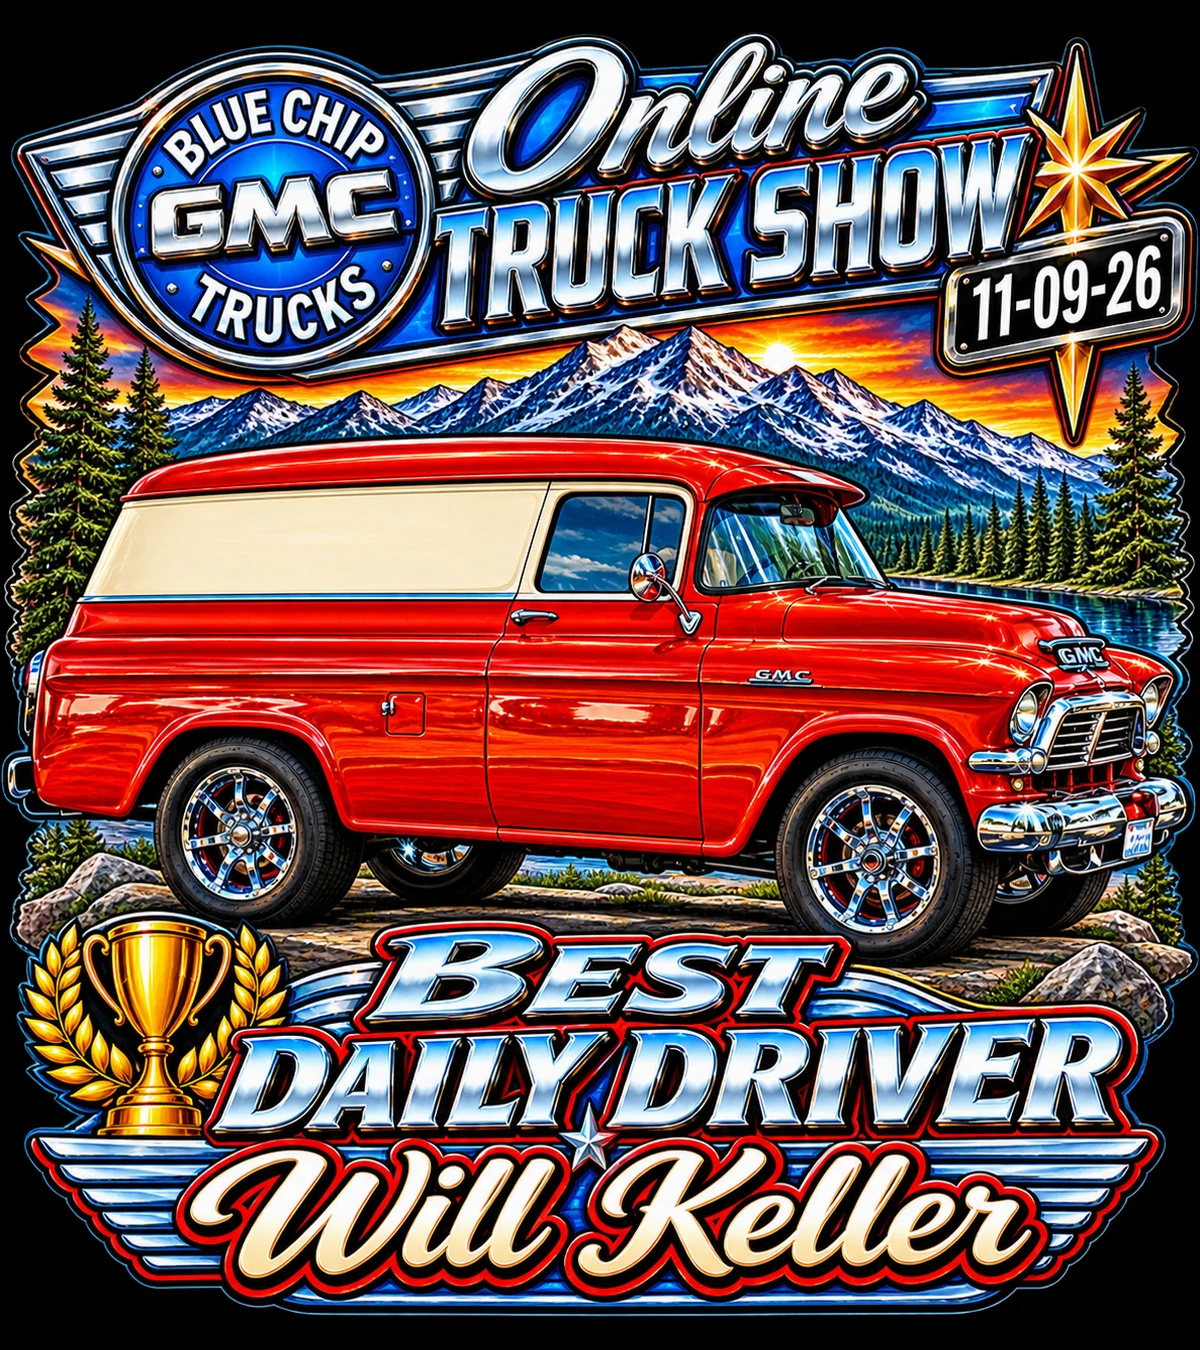 BLUE CHIP
GMC
TRUCKS
Online
TRUCK SHOW
11-09-26
GMC
GMC
BEST
DAILY DRIVER
Will Keller